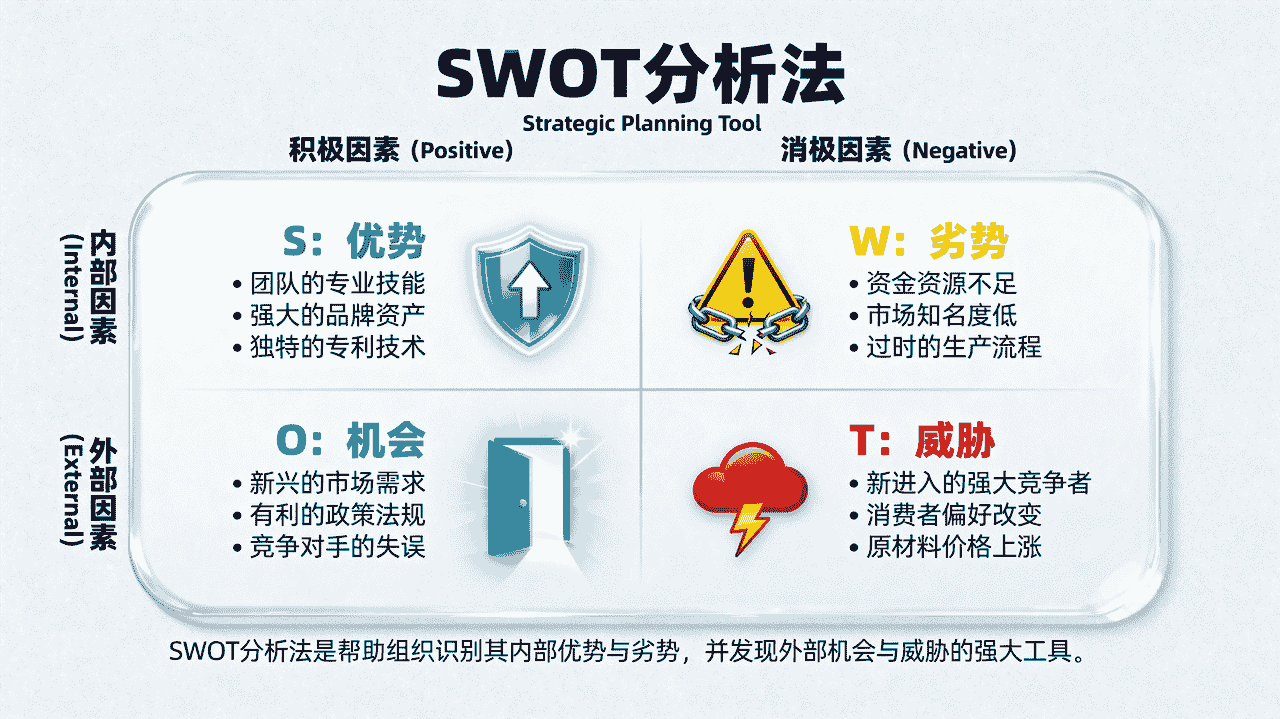 SWOT分析法
Strategic Planning Tool
积极因素（Positive）
消极因素（Negative）
内部因素
(Internal)
S：优势
• 团队的专业技能
• 强大的品牌资产
• 独特的专利技术
W：劣势
• 资金资源不足
• 市场知名度低
• 过时的生产流程
外部因素
(External)
O：机会
• 新兴的市场需求
• 有利的政策法规
• 竞争对手的失误
T：威胁
• 新进入的强大竞争者
• 消费者偏好改变
• 原材料价格上涨
SWOT分析法是帮助组织识别其内部优势与劣势，并发现外部机会与威胁的强大工具。